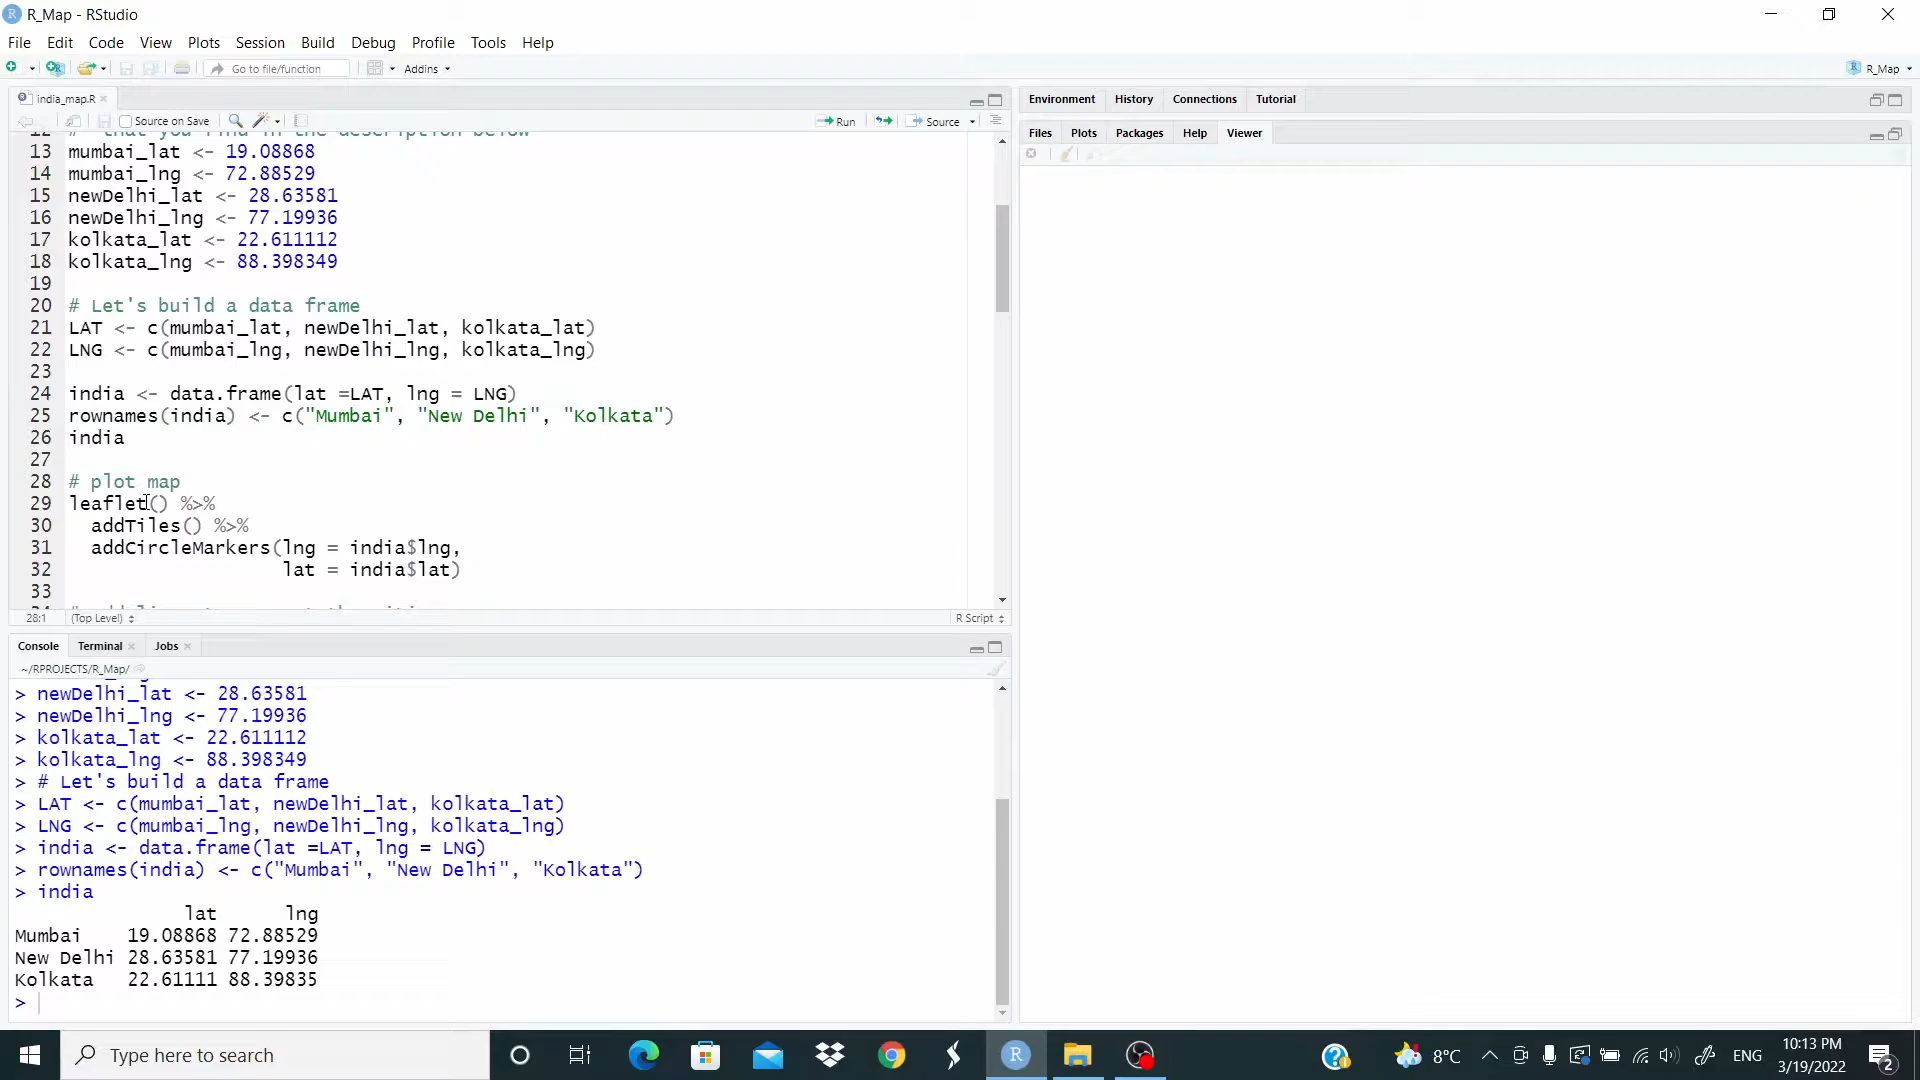 R_Map - RStudio
File Edit Code View Plots Session Build Debug Profile Tools Help
Go to file/function Addins R_Map
india_map.R
Source on Save Run Source
12 # that you find in the description below
13 mumbai_lat <- 19.08868
14 mumbai_lng <- 72.88529
15 newDelhi_lat <- 28.63581
16 newDelhi_lng <- 77.19936
17 kolkata_lat <- 22.611112
18 kolkata_lng <- 88.398349
19
20 # Let's build a data frame
21 LAT <- c(mumbai_lat, newDelhi_lat, kolkata_lat)
22 LNG <- c(mumbai_lng, newDelhi_lng, kolkata_lng)
23
24 india <- data.frame(lat =LAT, lng = LNG)
25 rownames(india) <- c("Mumbai", "New Delhi", "Kolkata")
26 india
27
28 # plot map
29 leaflet() %>%
30 addTiles() %>%
31 addCircleMarkers(lng = india$lng,
32 lat = india$lat)
33
28:1 (Top Level) R Script
Console Terminal Jobs
~/RPROJECTS/R_Map/
> newDelhi_lat <- 28.63581
> newDelhi_lng <- 77.19936
> kolkata_lat <- 22.611112
> kolkata_lng <- 88.398349
> # Let's build a data frame
> LAT <- c(mumbai_lat, newDelhi_lat, kolkata_lat)
> LNG <- c(mumbai_lng, newDelhi_lng, kolkata_lng)
> india <- data.frame(lat =LAT, lng = LNG)
> rownames(india) <- c("Mumbai", "New Delhi", "Kolkata")
> india
lat lng
Mumbai 19.08868 72.88529
New Delhi 28.63581 77.19936
Kolkata 22.61111 88.39835
>
Environment History Connections Tutorial
Files Plots Packages Help Viewer
Type here to search
8°C ENG
10:13 PM
3/19/2022
2